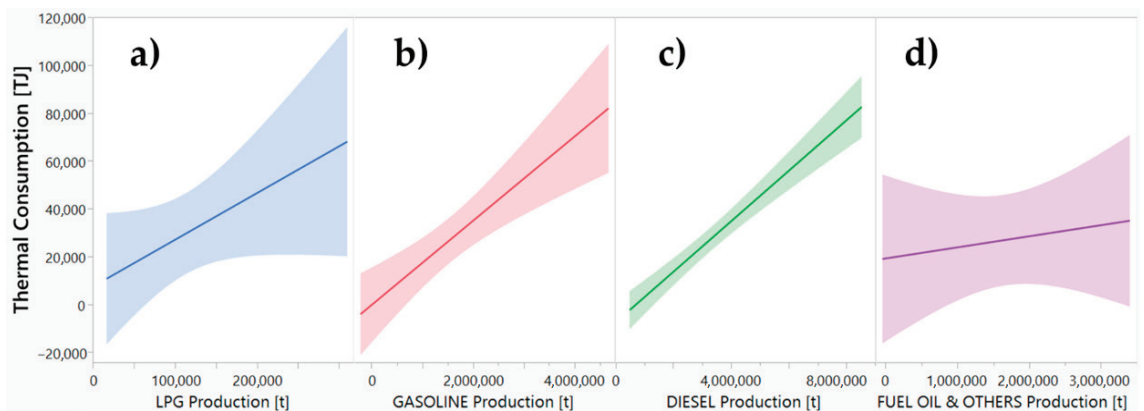 120,000
100,000
80,000
60,000
40,000
20,000
0
−20,000
Thermal Consumption [TJ]
a)
b)
c)
d)
0 100,000 200,000
0 2,000,000 4,000,000
0 4,000,000 8,000,000
0 1,000,000 2,000,000 3,000,000
LPG Production [t]
GASOLINE Production [t]
DIESEL Production [t]
FUEL OIL & OTHERS Production [t]